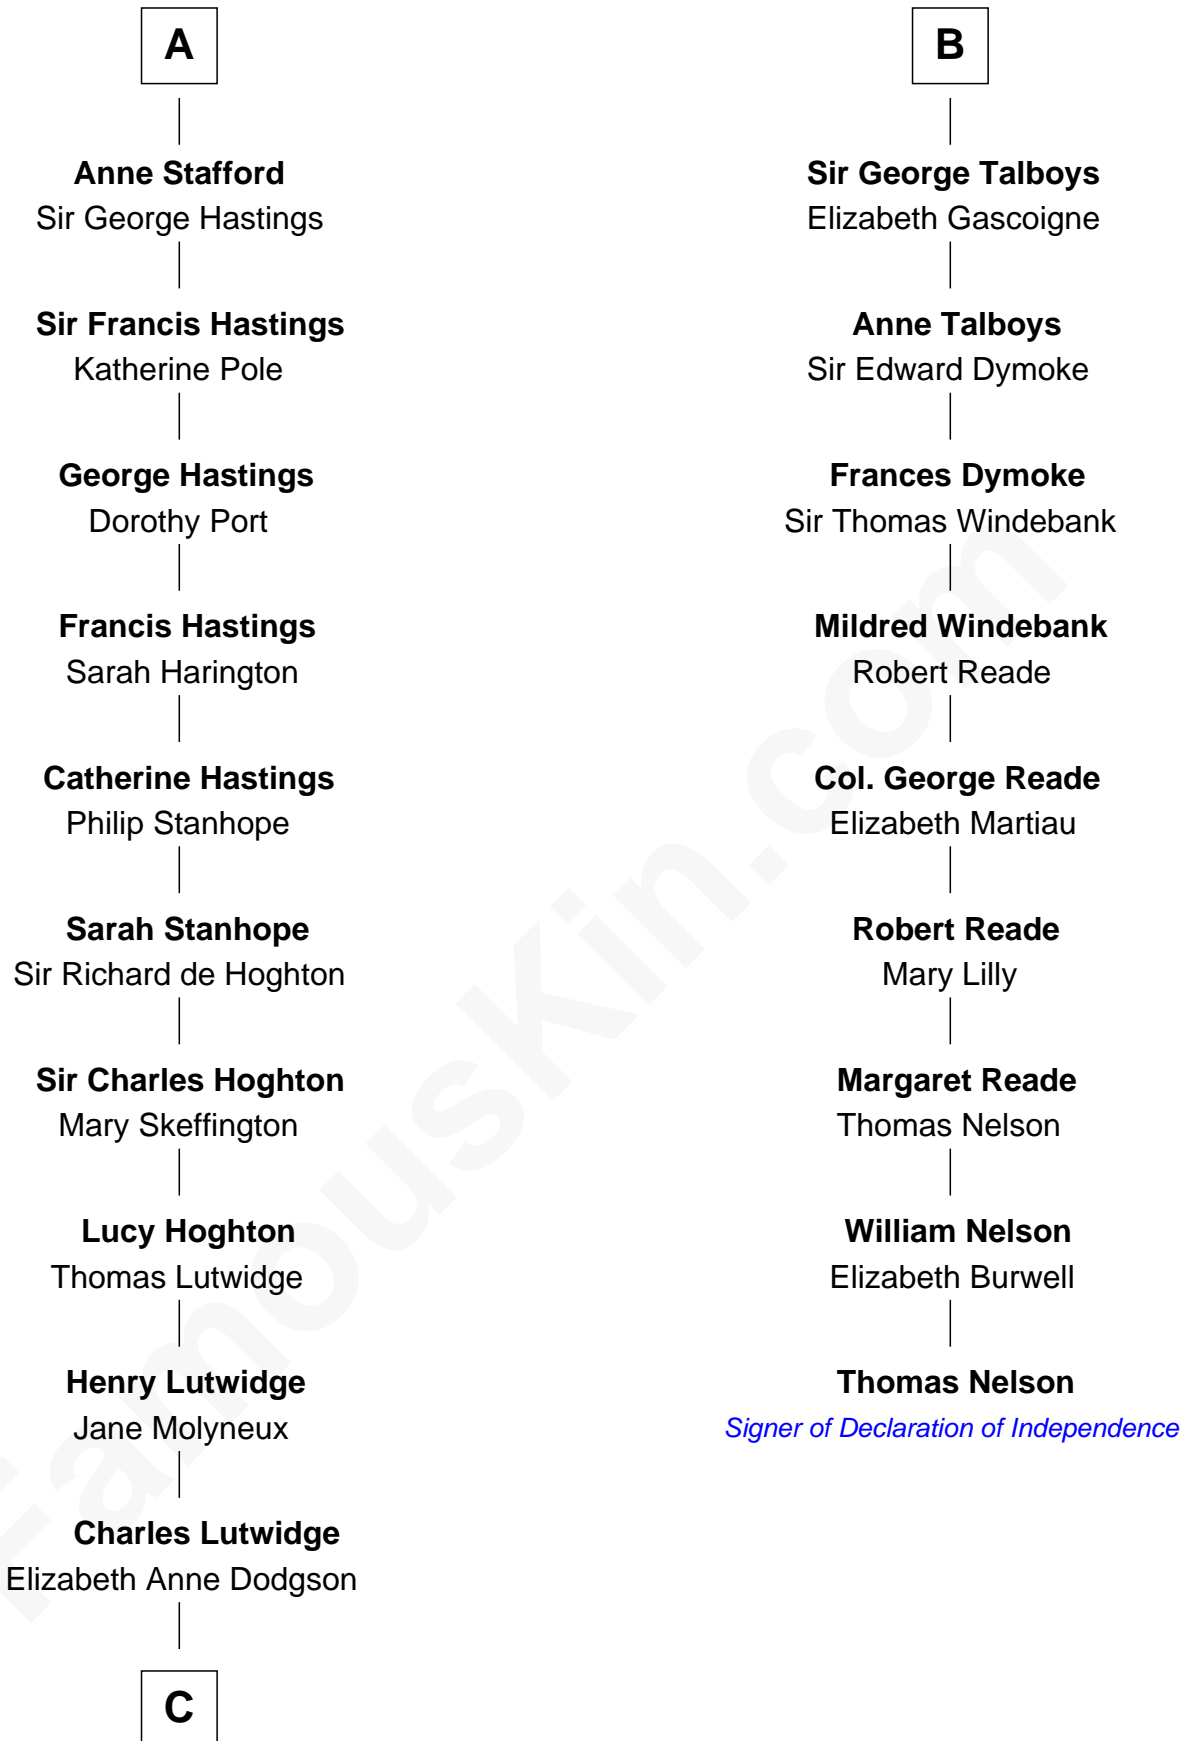 A
Anne Stafford
Sir George Hastings
Sir Francis Hastings
Katherine Pole
George Hastings
Dorothy Port
Francis Hastings
Sarah Harington
Catherine Hastings
Philip Stanhope
Sarah Stanhope
Sir Richard de Hoghton
Sir Charles Hoghton
Mary Skeffington
Lucy Hoghton
Thomas Lutwidge
Henry Lutwidge
Jane Molyneux
Charles Lutwidge
Elizabeth Anne Dodgson
C
B
Sir George Talboys
Elizabeth Gascoigne
Anne Talboys
Sir Edward Dymoke
Frances Dymoke
Sir Thomas Windebank
Mildred Windebank
Robert Reade
Col. George Reade
Elizabeth Martiau
Robert Reade
Mary Lilly
Margaret Reade
Thomas Nelson
William Nelson
Elizabeth Burwell
Thomas Nelson
Signer of Declaration of Independence
FamousKin.com